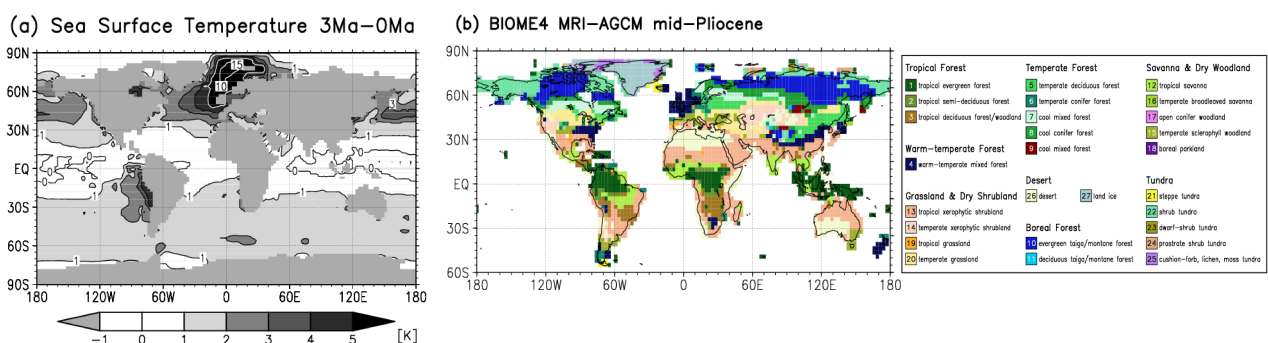 (a) Sea Surface Temperature 3Ma-0Ma
90N
60N
30N
EQ
30S
60S
90S
180 120W 60W 0 60E 120E 180
15
10
3
1
1
1
1
1
1
0
0
-1 0 1 2 3 4 5 [K]
(b) BIOME4 MRI-AGCM mid-Pliocene
90N
60N
30N
EQ
30S
60S
180 120W 60W 0 60E 120E 180
Tropical Forest
1 tropical evergreen forest
2 tropical semi-deciduous forest
3 tropical deciduous forest/woodland
Warm-temperate Forest
4 warm-temperate mixed forest
Grassland & Dry Shrubland
13 tropical xerophytic shrubland
14 temperate xerophytic shrubland
19 tropical grassland
20 temperate grassland
Temperate Forest
5 temperate deciduous forest
6 temperate conifer forest
7 cool mixed forest
8 cool conifer forest
9 cool mixed forest
Desert
26 desert 27 land ice
Boreal Forest
10 evergreen taiga/montane forest
11 deciduous taiga/montane forest
Savanna & Dry Woodland
12 tropical savanna
16 temperate broadleaved savanna
17 open conifer woodland
15 temperate sclerophyll woodland
18 boreal parkland
Tundra
21 steppe tundra
22 shrub tundra
23 dwarf-shrub tundra
24 prostrate shrub tundra
25 cushion-forb, lichen, moss tundra